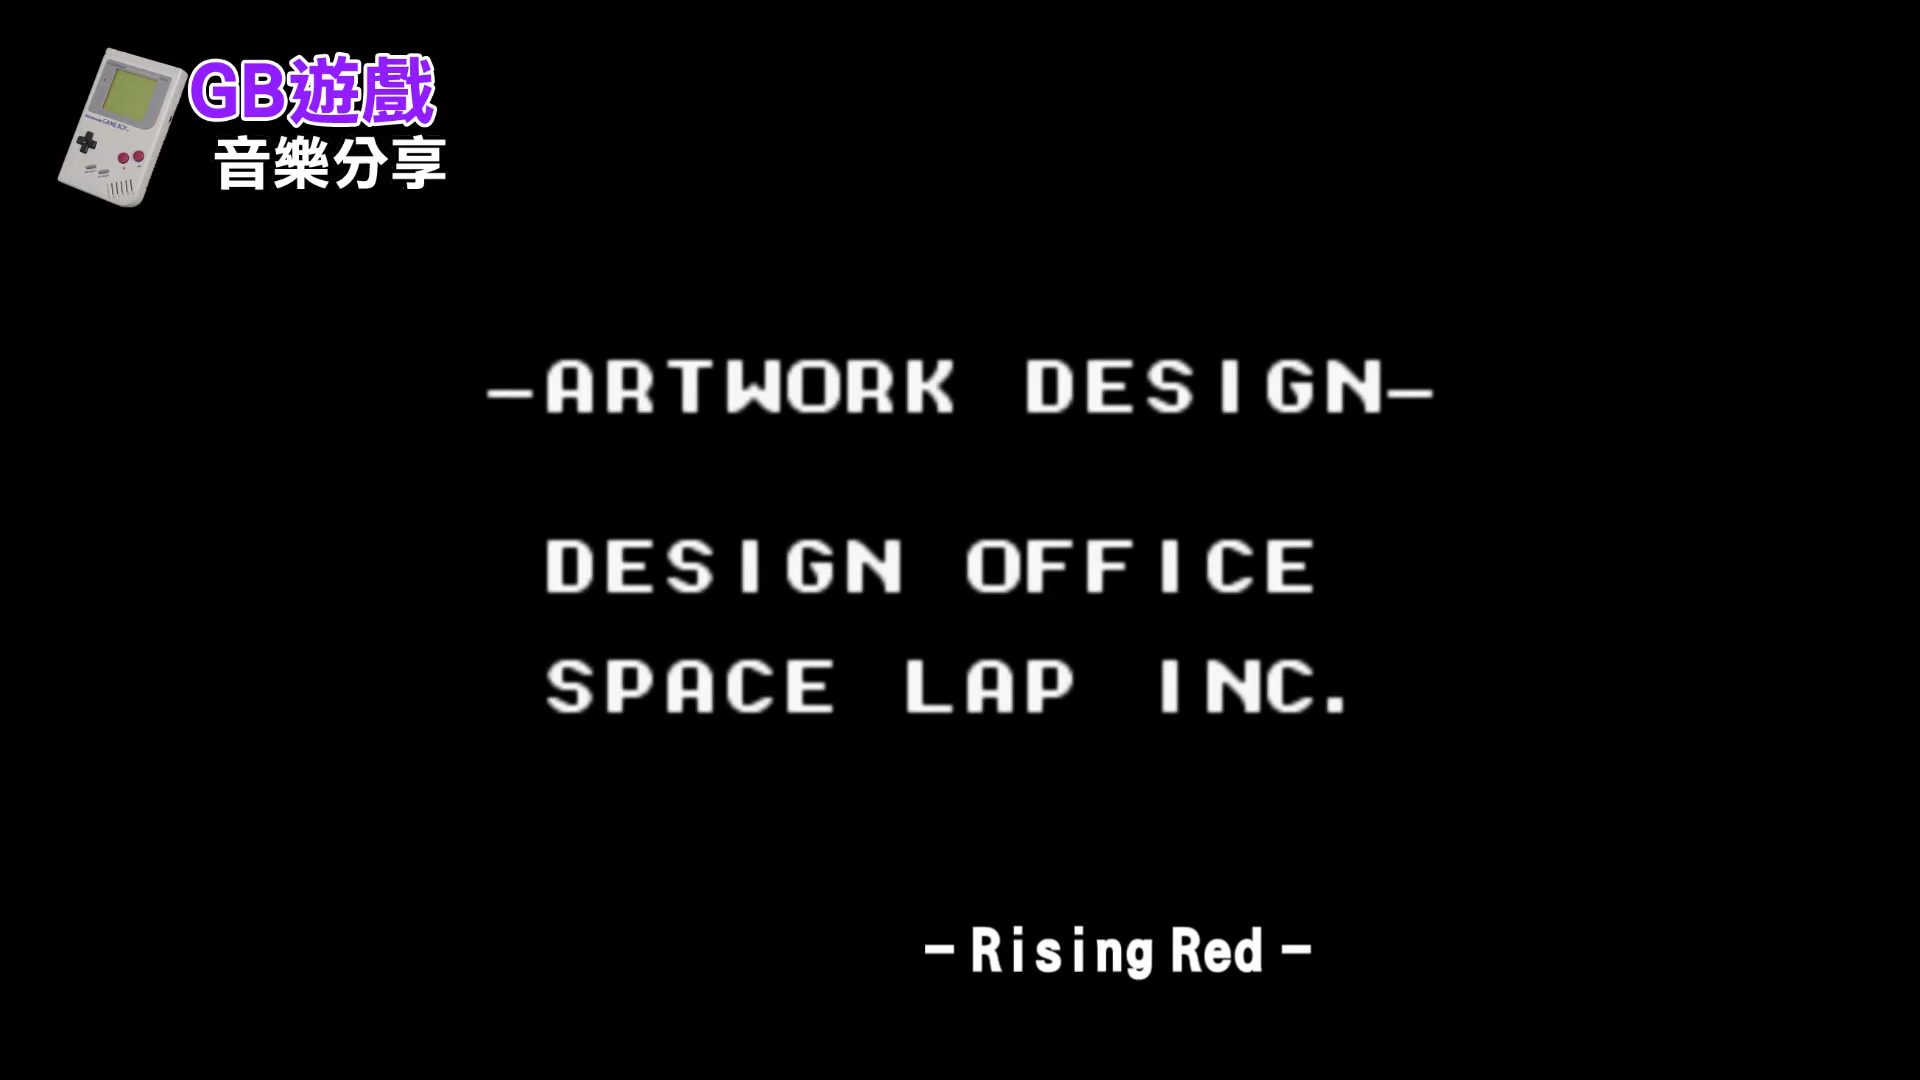 GB遊戲
音樂分享
-ARTWORK DESIGN-
DESIGN OFFICE
SPACE LAP INC.
- Rising Red -